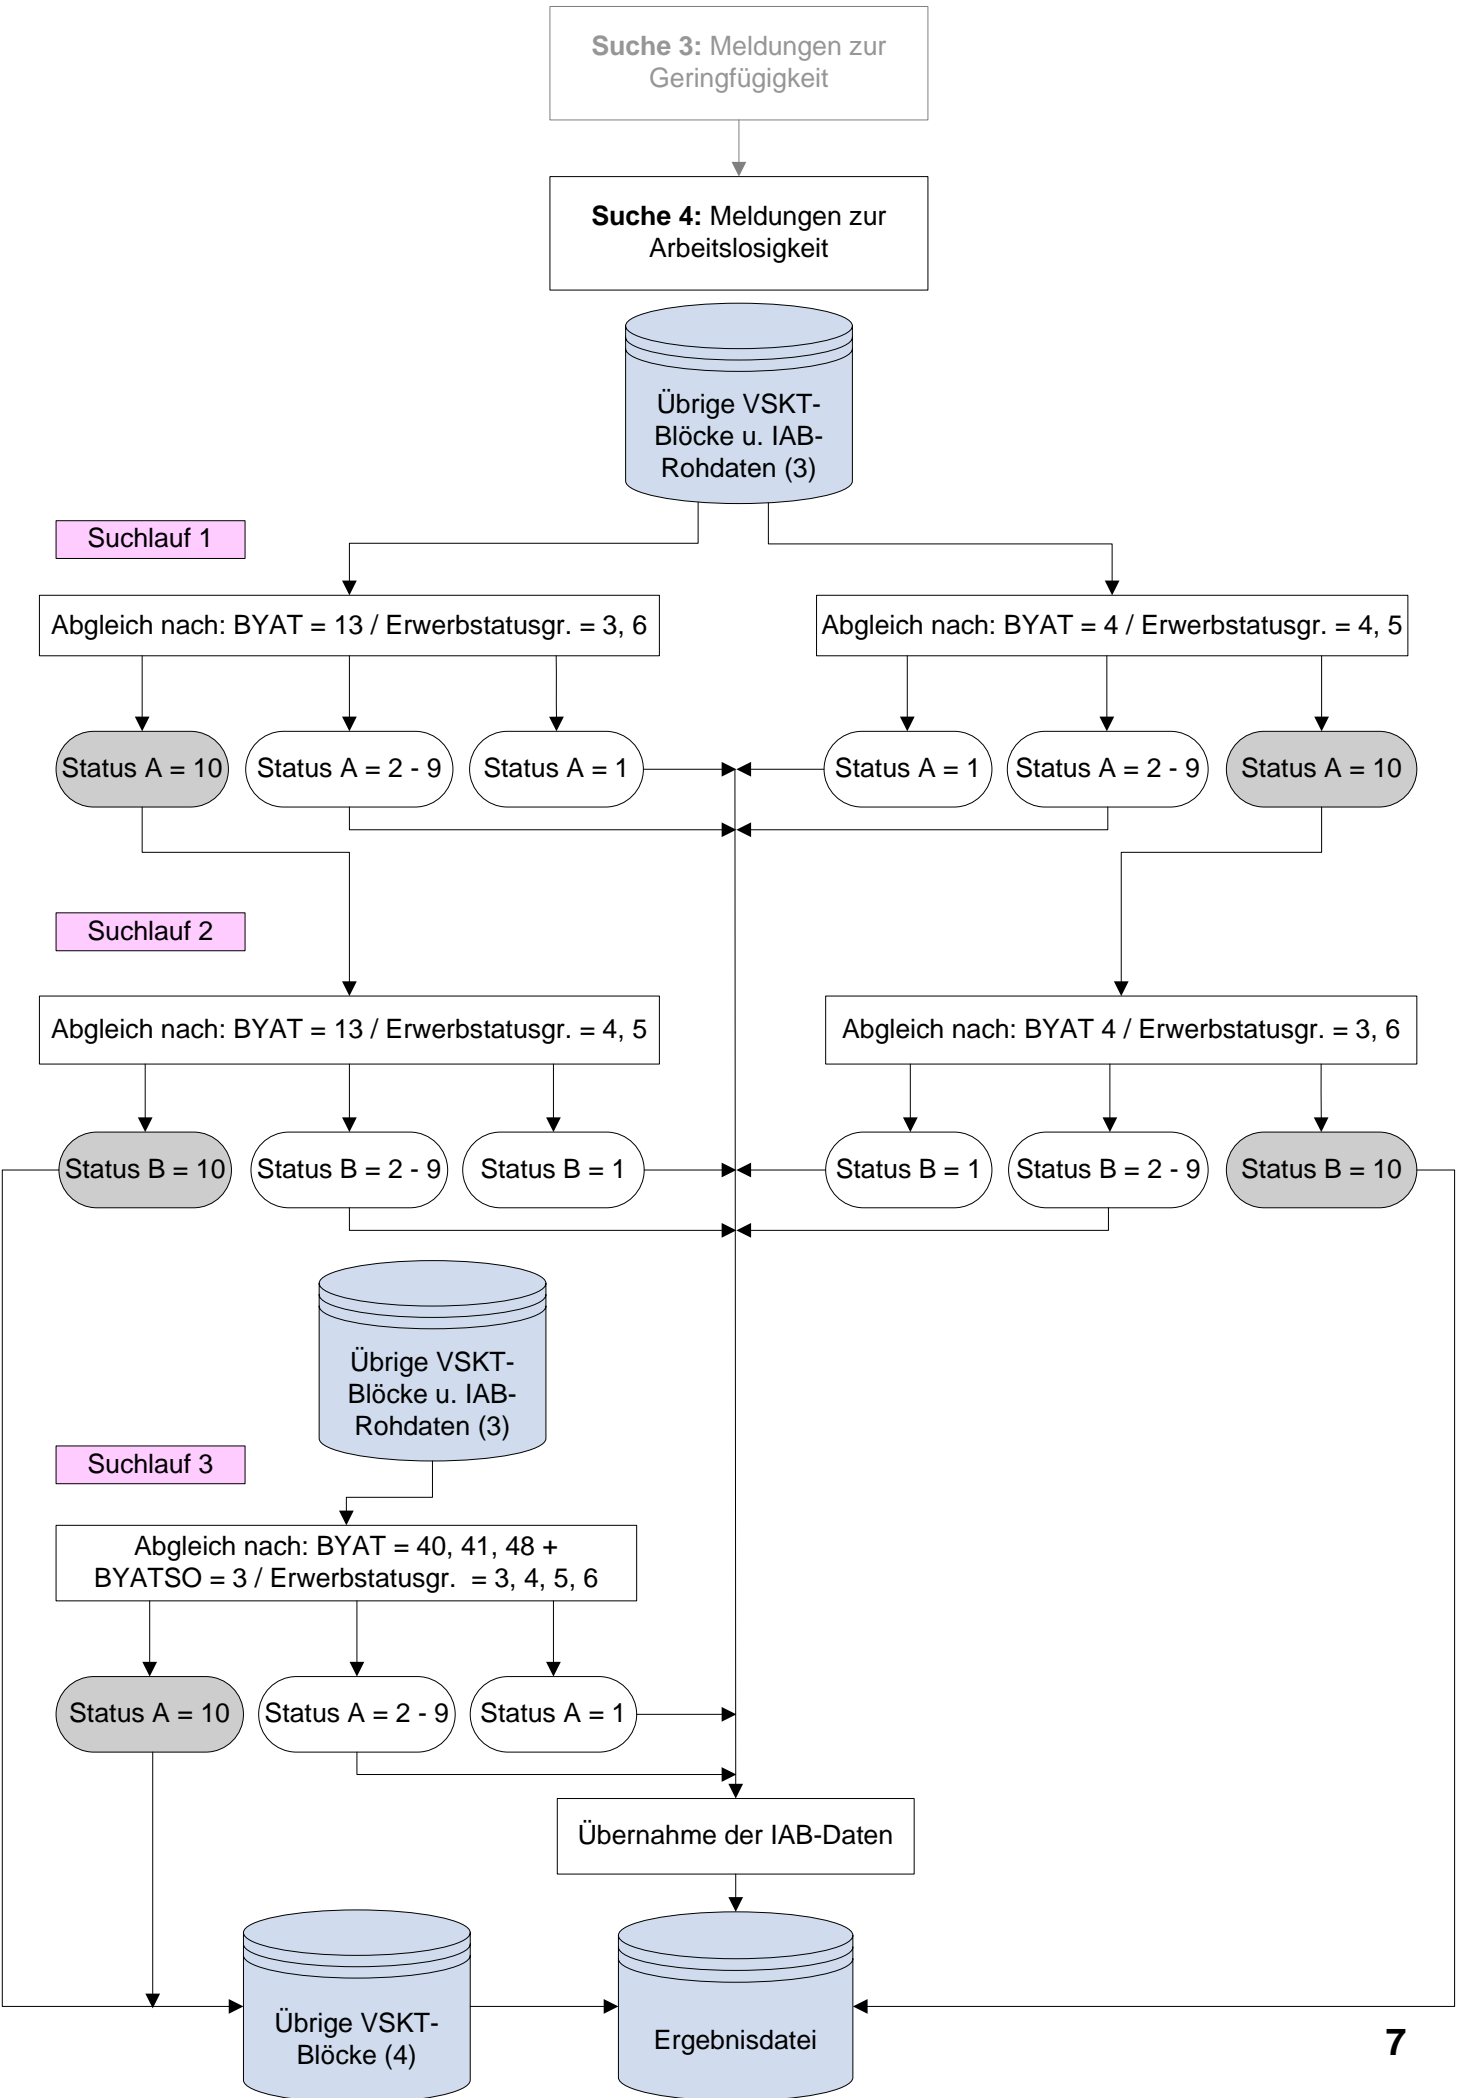 Suche 3: Meldungen zur
Geringfügigkeit
Suche 4: Meldungen zur
Arbeitslosigkeit
Übrige VSKT-
Blöcke u. IAB-
Rohdaten (3)
Suchlauf 1
Abgleich nach: BYAT = 13 / Erwerbstatusgr. = 3, 6
Abgleich nach: BYAT = 4 / Erwerbstatusgr. = 4, 5
Status A = 10
Status A = 2 - 9
Status A = 1
Status A = 1
Status A = 2 - 9
Status A = 10
Suchlauf 2
Abgleich nach: BYAT = 13 / Erwerbstatusgr. = 4, 5
Abgleich nach: BYAT 4 / Erwerbstatusgr. = 3, 6
Status B = 10
Status B = 2 - 9
Status B = 1
Status B = 1
Status B = 2 - 9
Status B = 10
Übrige VSKT-
Blöcke u. IAB-
Rohdaten (3)
Suchlauf 3
Abgleich nach: BYAT = 40, 41, 48 +
BYATSO = 3 / Erwerbstatusgr.  = 3, 4, 5, 6
Status A = 10
Status A = 2 - 9
Status A = 1
Übernahme der IAB-Daten
Übrige VSKT-
Blöcke (4)
Ergebnisdatei
7